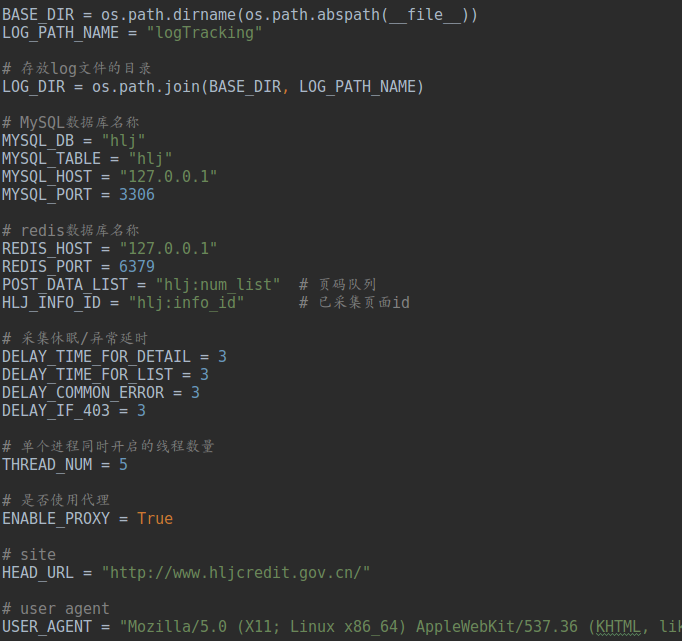 BASE_DIR = os.path.dirname(os.path.abspath(__file__))
LOG_PATH_NAME = "logTracking"
# 存放log文件的目录
LOG_DIR = os.path.join(BASE_DIR, LOG_PATH_NAME)
# MySQL数据库名称
MYSQL_DB = "hlj"
MYSQL_TABLE = "hlj"
MYSQL_HOST = "127.0.0.1"
MYSQL_PORT = 3306
# redis数据库名称
REDIS_HOST = "127.0.0.1"
REDIS_PORT = 6379
POST_DATA_LIST = "hlj:num_list"  # 页码队列
HLJ_INFO_ID = "hlj:info_id"      # 已采集页面id
# 采集休眠/异常延时
DELAY_TIME_FOR_DETAIL = 3
DELAY_TIME_FOR_LIST = 3
DELAY_COMMON_ERROR = 3
DELAY_IF_403 = 3
# 单个进程同时开启的线程数量
THREAD_NUM = 5
# 是否使用代理
ENABLE_PROXY = True
# site
HEAD_URL = "http://www.hljcredit.gov.cn/"
# user agent
USER_AGENT = "Mozilla/5.0 (X11; Linux x86_64) AppleWebKit/537.36 (KHTML, lik